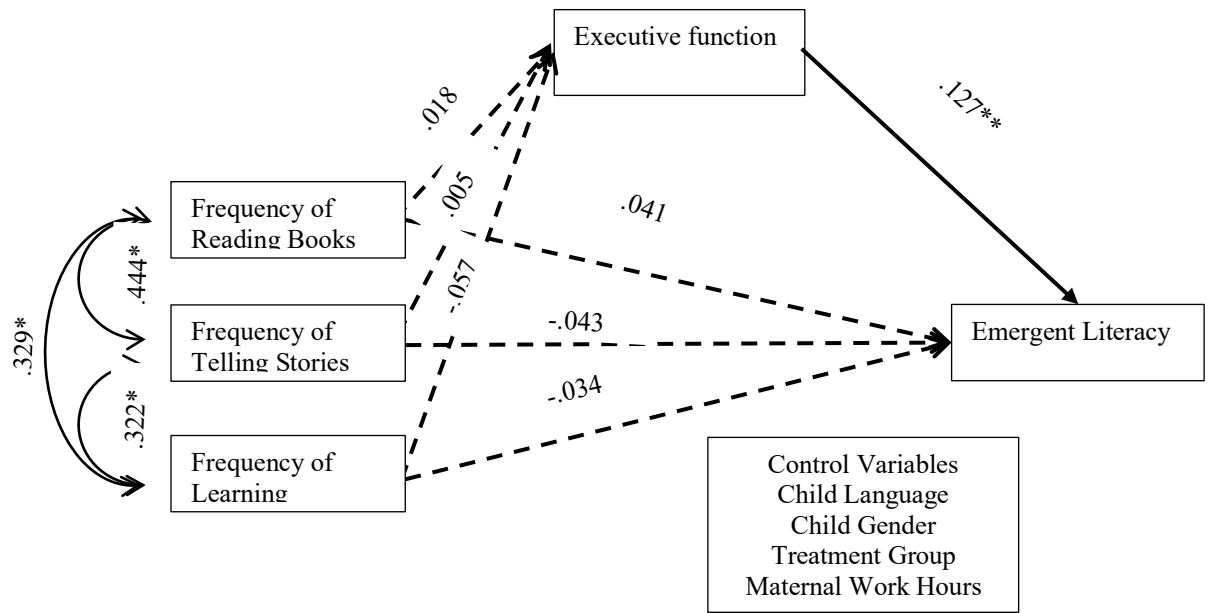 Executive function
.127**
.018
.005
-.057
.041
Frequency of
Reading Books
.444*
.329*
Frequency of
Telling Stories
-.043
Emergent Literacy
.322*
-.034
Frequency of
Learning
Control Variables
Child Language
Child Gender
Treatment Group
Maternal Work Hours